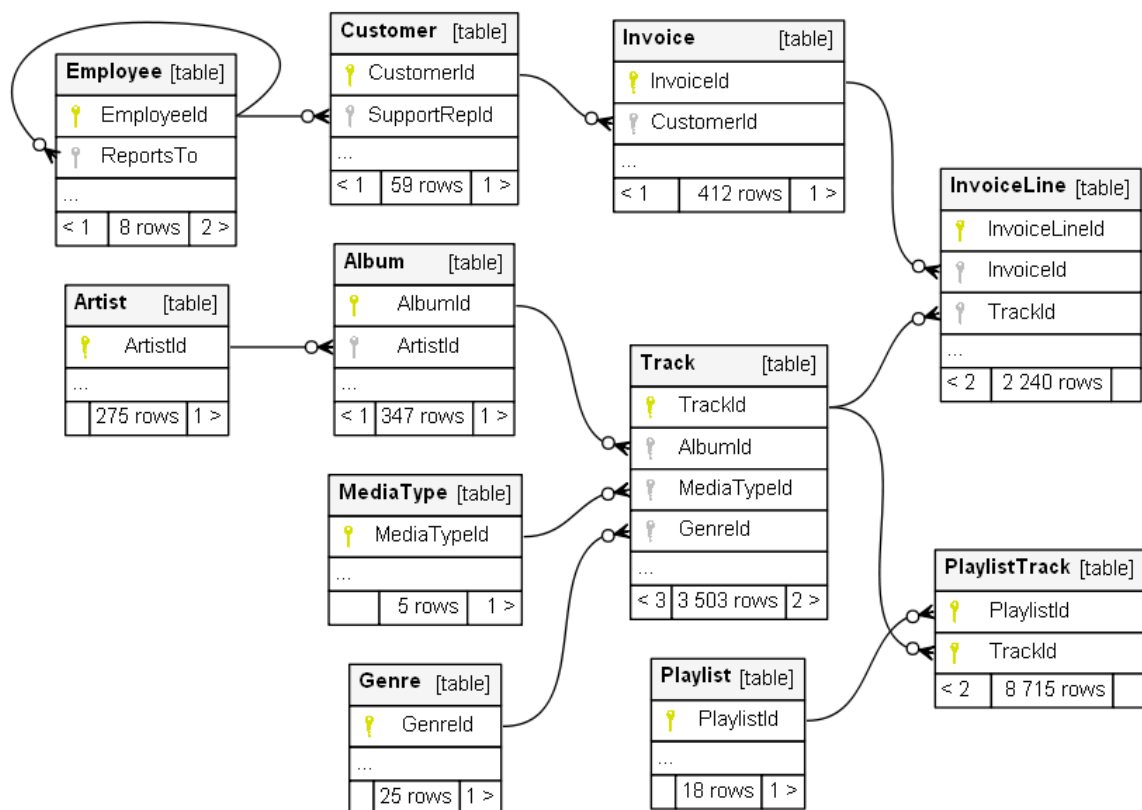 Employee [table]
EmployeeId
ReportsTo
...
< 1 8 rows 2 >
Customer [table]
CustomerId
SupportRepId
...
< 1 59 rows 1 >
Invoice [table]
InvoiceId
CustomerId
...
< 1 412 rows 1 >
InvoiceLine [table]
InvoiceLineId
InvoiceId
TrackId
...
< 2 2 240 rows
Artist [table]
ArtistId
...
275 rows 1 >
Album [table]
AlbumId
ArtistId
...
< 1 347 rows 1 >
Track [table]
TrackId
AlbumId
MediaTypeId
GenreId
...
< 3 3 503 rows 2 >
MediaType [table]
MediaTypeId
...
5 rows 1 >
PlaylistTrack [table]
PlaylistId
TrackId
...
< 2 8 715 rows
Genre [table]
GenreId
...
25 rows 1 >
Playlist [table]
PlaylistId
...
18 rows 1 >